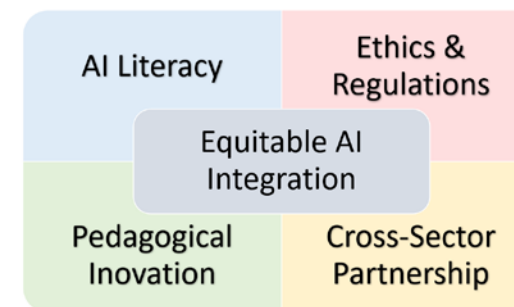 AI Literacy
Ethics &
Regulations
Equitable AI
Integration
Pedagogical
Inovation
Cross-Sector
Partnership